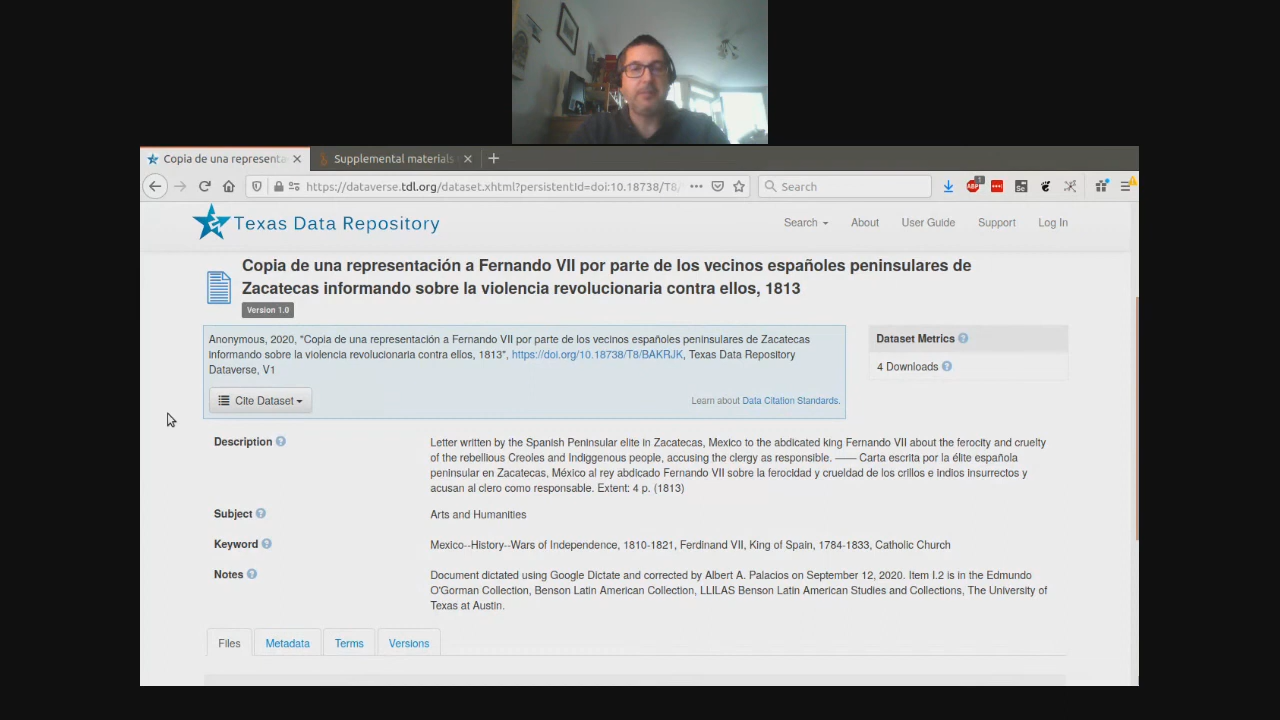 Copia de una representa
Supplemental materials
https://dataverse.tdl.org/dataset.xhtml?persistentId=doi:10.18738/T8/
Search
Texas Data Repository
Search
About
User Guide
Support
Log In
Copia de una representación a Fernando VII por parte de los vecinos españoles peninsulares de
Zacatecas informando sobre la violencia revolucionaria contra ellos, 1813
Version 1.0
Anonymous, 2020, "Copia de una representación a Fernando VII por parte de los vecinos españoles peninsulares de Zacatecas
informando sobre la violencia revolucionaria contra ellos, 1813", https://doi.org/10.18738/T8/BAKRJK, Texas Data Repository
Dataverse, V1
Cite Dataset
Learn about Data Citation Standards.
Dataset Metrics
4 Downloads
Description
Letter written by the Spanish Peninsular elite in Zacatecas, Mexico to the abdicated king Fernando VII about the ferocity and cruelty
of the rebellious Creoles and Indiggenous people, accusing the clergy as responsible. —— Carta escrita por la élite española
peninsular en Zacatecas, México al rey abdicado Fernando VII sobre la ferocidad y crueldad de los crillos e indios insurrectos y
acusan al clero como responsable. Extent: 4 p. (1813)
Subject
Arts and Humanities
Keyword
Mexico--History--Wars of Independence, 1810-1821, Ferdinand VII, King of Spain, 1784-1833, Catholic Church
Notes
Document dictated using Google Dictate and corrected by Albert A. Palacios on September 12, 2020. Item I.2 is in the Edmundo
O'Gorman Collection, Benson Latin American Collection, LLILAS Benson Latin American Studies and Collections, The University of
Texas at Austin.
Files
Metadata
Terms
Versions